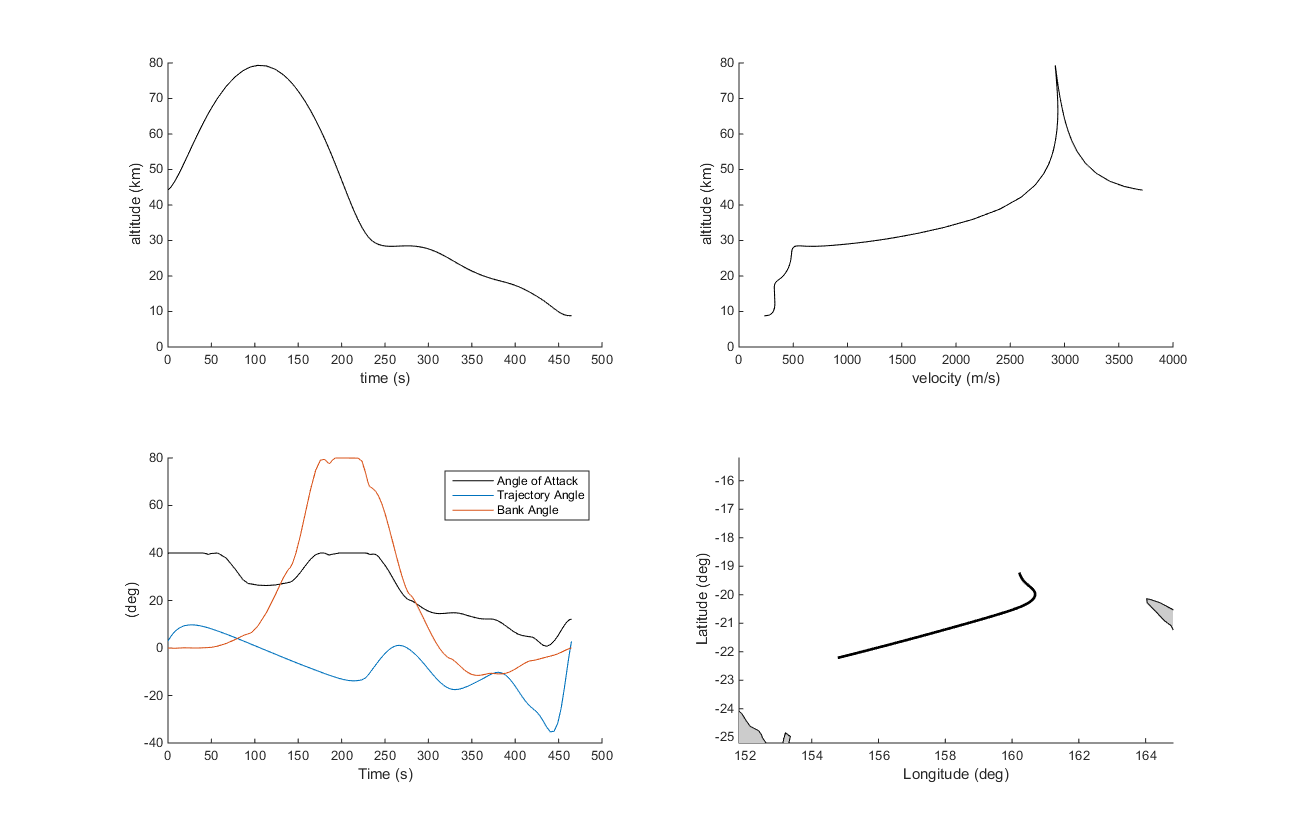 80
70
60
50
40
30
20
10
0
altitude (km)
0 50 100 150 200 250 300 350 400 450 500
time (s)
80
70
60
50
40
30
20
10
0
altitude (km)
0 500 1000 1500 2000 2500 3000 3500 4000
velocity (m/s)
80
60
40
20
0
-20
-40
(deg)
Angle of Attack
Trajectory Angle
Bank Angle
0 50 100 150 200 250 300 350 400 450 500
Time (s)
-16
-17
-18
-19
-20
-21
-22
-23
-24
-25
Latitude (deg)
152 154 156 158 160 162 164
Longitude (deg)